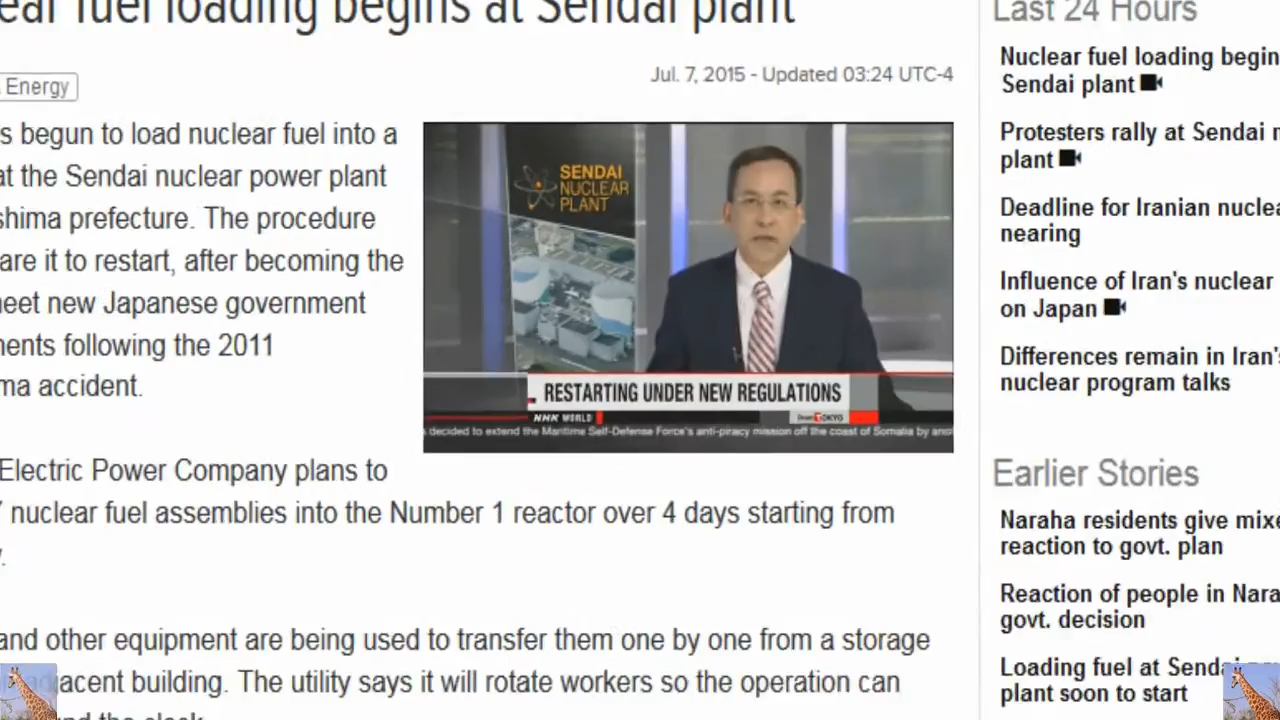 ear fuel loading begins at Sendai plant
Energy
Jul. 7, 2015 - Updated 03:24 UTC-4
s begun to load nuclear fuel into a
at the Sendai nuclear power plant
shima prefecture. The procedure
are it to restart, after becoming the
neet new Japanese government
nents following the 2011
ma accident.
SENDAI
NUCLEAR
PLANT
RESTARTING UNDER NEW REGULATIONS
NHK WORLD
decided to extend the Maritime Self-Defense Force's anti-piracy mission off the coast of Somalia by
Electric Power Company plans to
nuclear fuel assemblies into the Number 1 reactor over 4 days starting from
and other equipment are being used to transfer them one by one from a storage
jacent building. The utility says it will rotate workers so the operation can
Last 24 Hours
Nuclear fuel loading begin
Sendai plant
Protesters rally at Sendai n
plant
Deadline for Iranian nuclea
nearing
Influence of Iran's nuclear
on Japan
Differences remain in Iran's
nuclear program talks
Earlier Stories
Naraha residents give mixe
reaction to govt. plan
Reaction of people in Nara
govt. decision
Loading fuel at Senda
plant soon to start